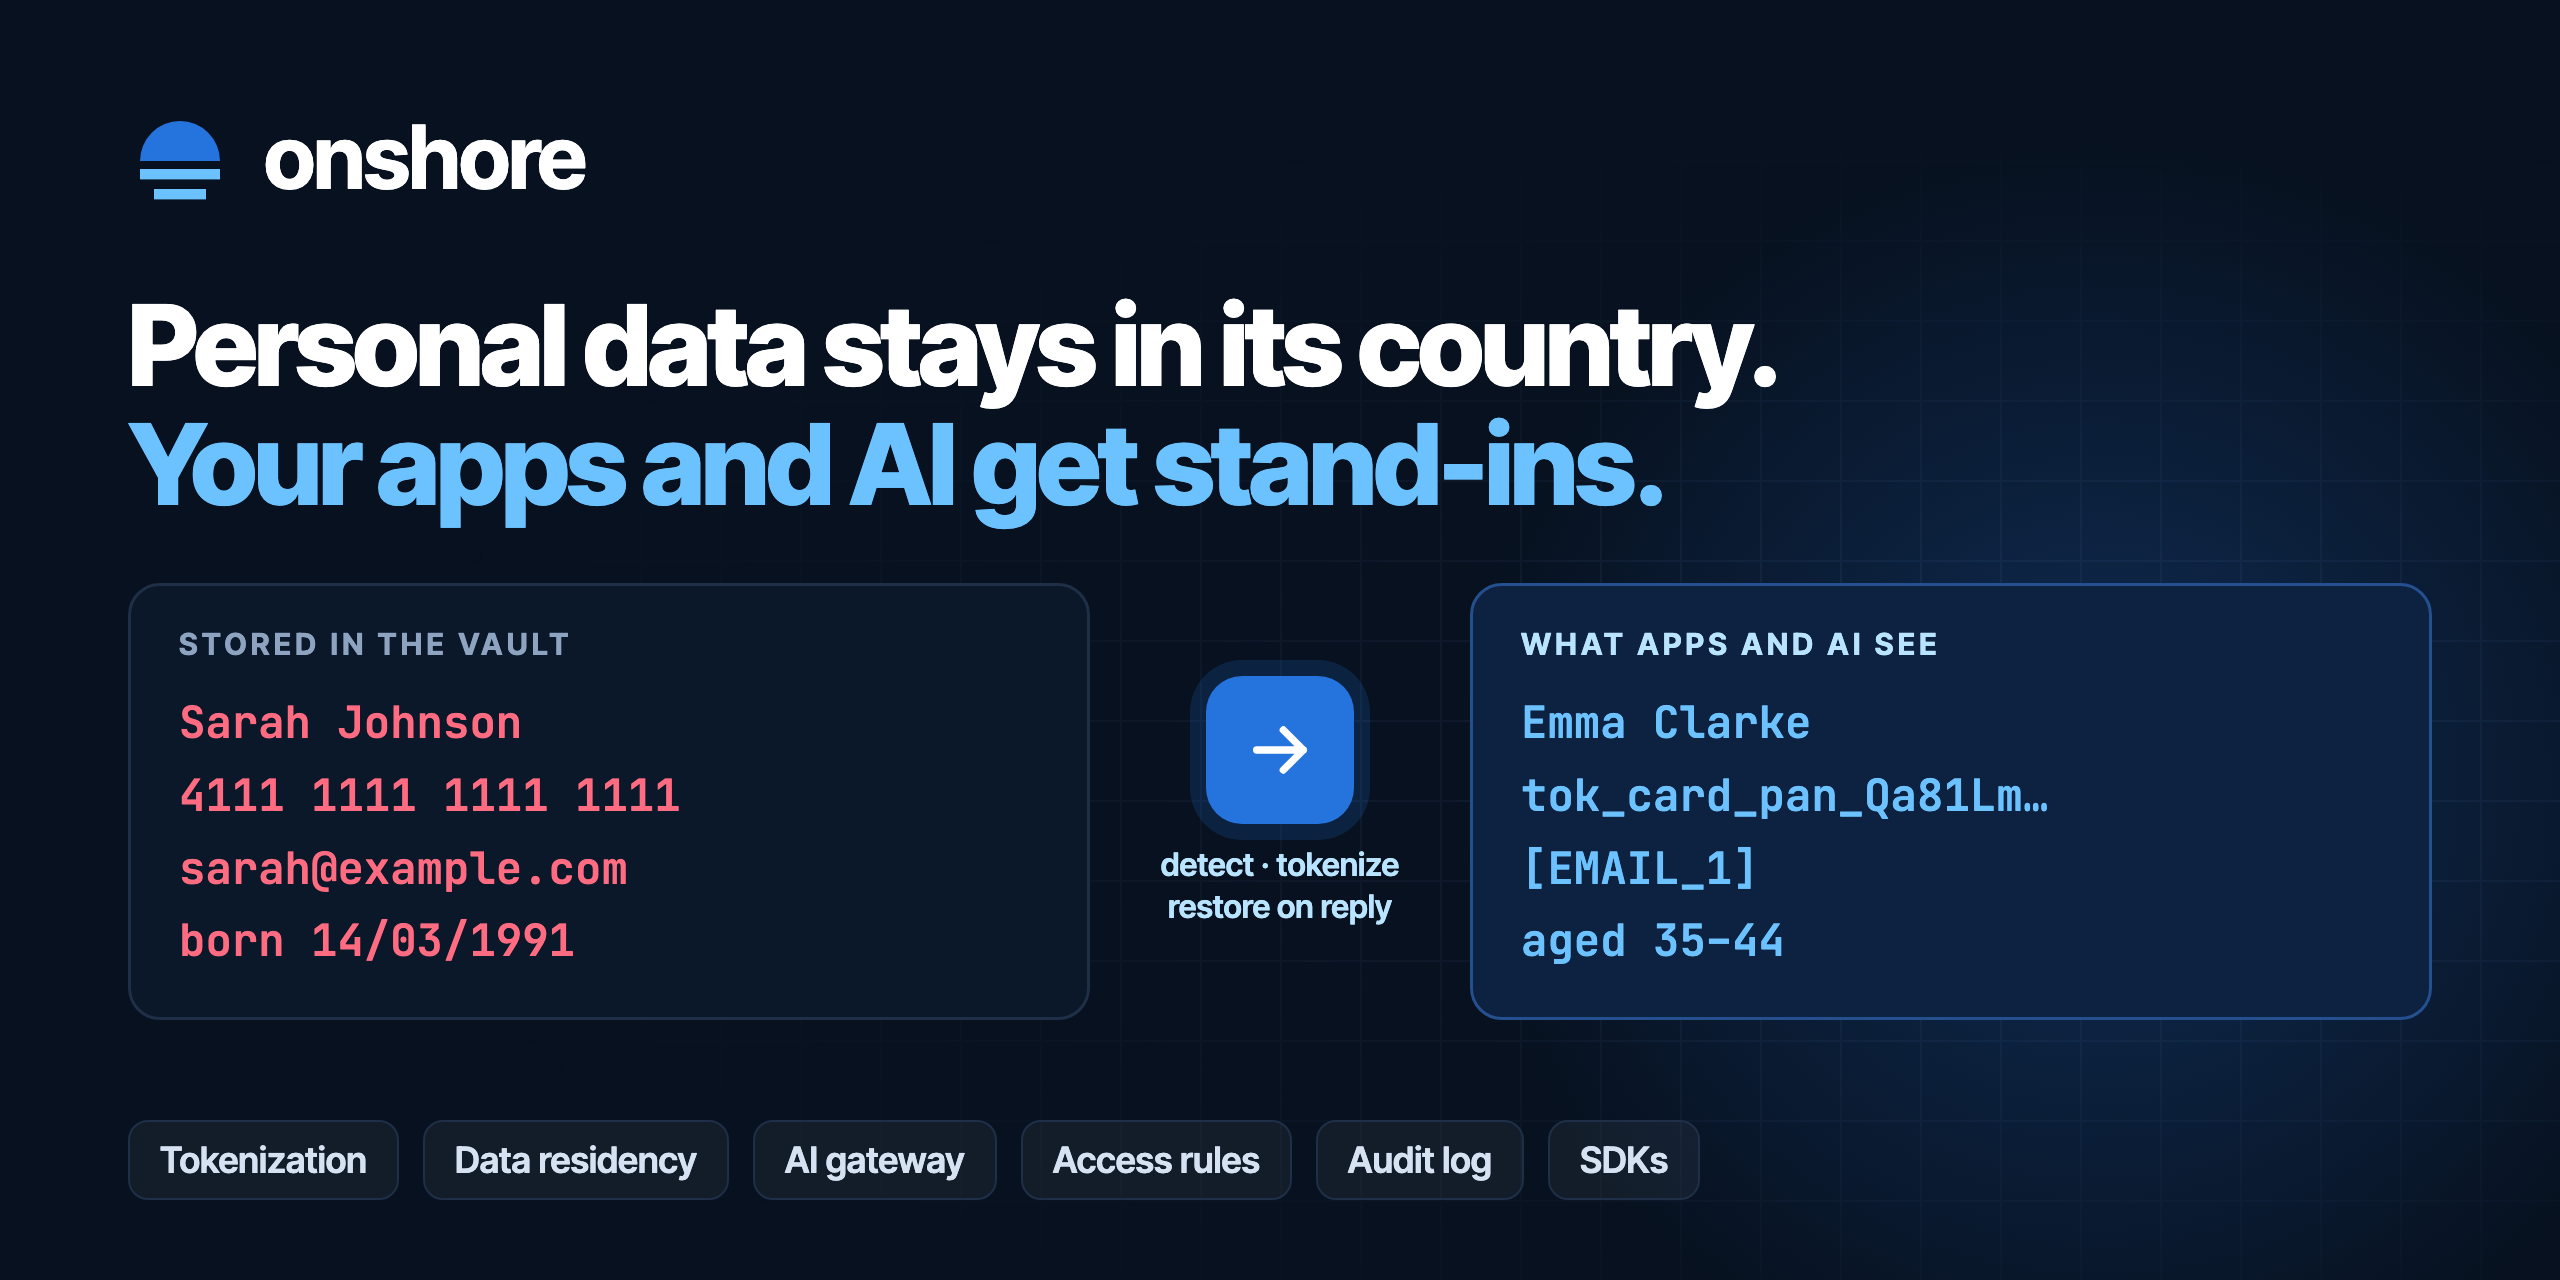 onshore
Personal data stays in its country.
Your apps and AI get stand-ins.
STORED IN THE VAULT
Sarah Johnson
4111 1111 1111 1111
sarah@example.com
born 14/03/1991
detect · tokenize
restore on reply
WHAT APPS AND AI SEE
Emma Clarke
tok_card_pan_Qa81Lm…
[EMAIL_1]
aged 35–44
Tokenization
Data residency
AI gateway
Access rules
Audit log
SDKs